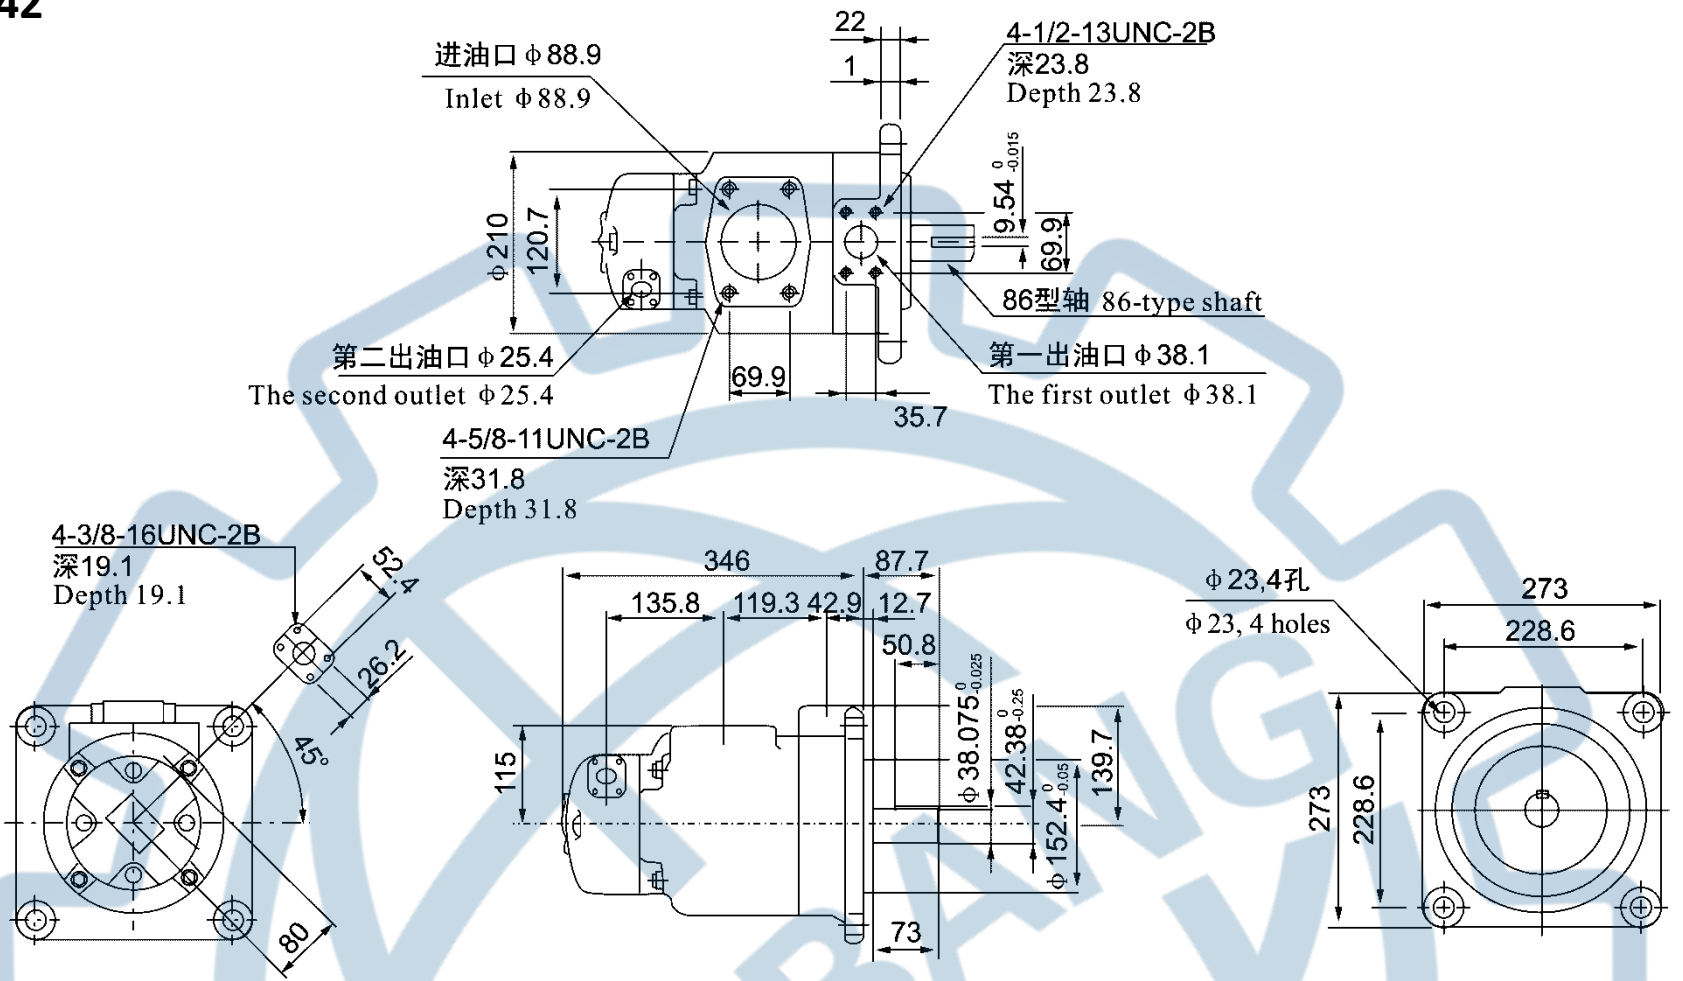 42
22
4-1/2-13UNC-2B
深23.8
Depth 23.8
1
进油口 ϕ88.9
Inlet ϕ88.9
ϕ210
120.7
9.54 0 -0.015
69.9
86型轴 86-type shaft
第二出油口 ϕ25.4
The second outlet ϕ25.4
69.9
35.7
第一出油口 ϕ38.1
The first outlet ϕ38.1
4-5/8-11UNC-2B
深31.8
Depth 31.8
4-3/8-16UNC-2B
深19.1
Depth 19.1
52.4
26.2
45°
80
346
87.7
135.8
119.3
42.9
12.7
50.8
115
ϕ38.075 0 -0.025
42.38 0 -0.25
ϕ152.4 0 -0.05
139.7
73
ϕ23,4孔
ϕ23, 4 holes
273
228.6
273
228.6
BANG
VIC